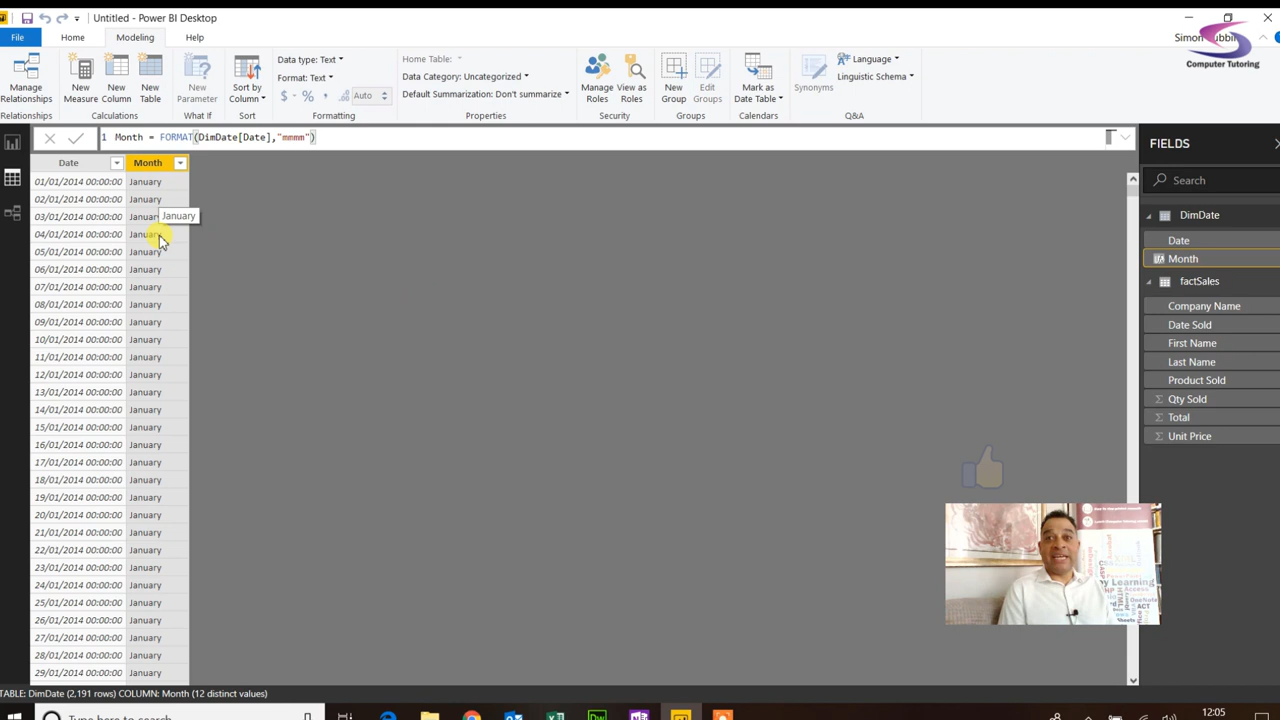 Untitled - Power BI Desktop
File
Home
Modeling
Help
Simon
Computer Tutoring
Manage Relationships
New Measure
New Column
New Table
New Parameter
Sort by Column
Data type: Text
Format: Text
$ % , Auto
Home Table:
Data Category: Uncategorized
Default Summarization: Don't summarize
Manage Roles
View as Roles
New Group
Edit Groups
Mark as Date Table
Synonyms
Language
Linguistic Schema
Relationships
Calculations
What If
Sort
Formatting
Properties
Security
Groups
Calendars
Q&A
1 Month = FORMAT(DimDate[Date],"mmmm")
Date Month
01/01/2014 00:00:00 January
02/01/2014 00:00:00 January
03/01/2014 00:00:00 January
January
04/01/2014 00:00:00 January
05/01/2014 00:00:00 January
06/01/2014 00:00:00 January
07/01/2014 00:00:00 January
08/01/2014 00:00:00 January
09/01/2014 00:00:00 January
10/01/2014 00:00:00 January
11/01/2014 00:00:00 January
12/01/2014 00:00:00 January
13/01/2014 00:00:00 January
14/01/2014 00:00:00 January
15/01/2014 00:00:00 January
16/01/2014 00:00:00 January
17/01/2014 00:00:00 January
18/01/2014 00:00:00 January
19/01/2014 00:00:00 January
20/01/2014 00:00:00 January
21/01/2014 00:00:00 January
22/01/2014 00:00:00 January
23/01/2014 00:00:00 January
24/01/2014 00:00:00 January
25/01/2014 00:00:00 January
26/01/2014 00:00:00 January
27/01/2014 00:00:00 January
28/01/2014 00:00:00 January
29/01/2014 00:00:00 January
FIELDS
Search
DimDate
Date
Month
factSales
Company Name
Date Sold
First Name
Last Name
Product Sold
Qty Sold
Total
Unit Price
Learning
Access
HTML
OneNote
ACT
TABLE: DimDate (2,191 rows) COLUMN: Month (12 distinct values)
Type here to search
12:05